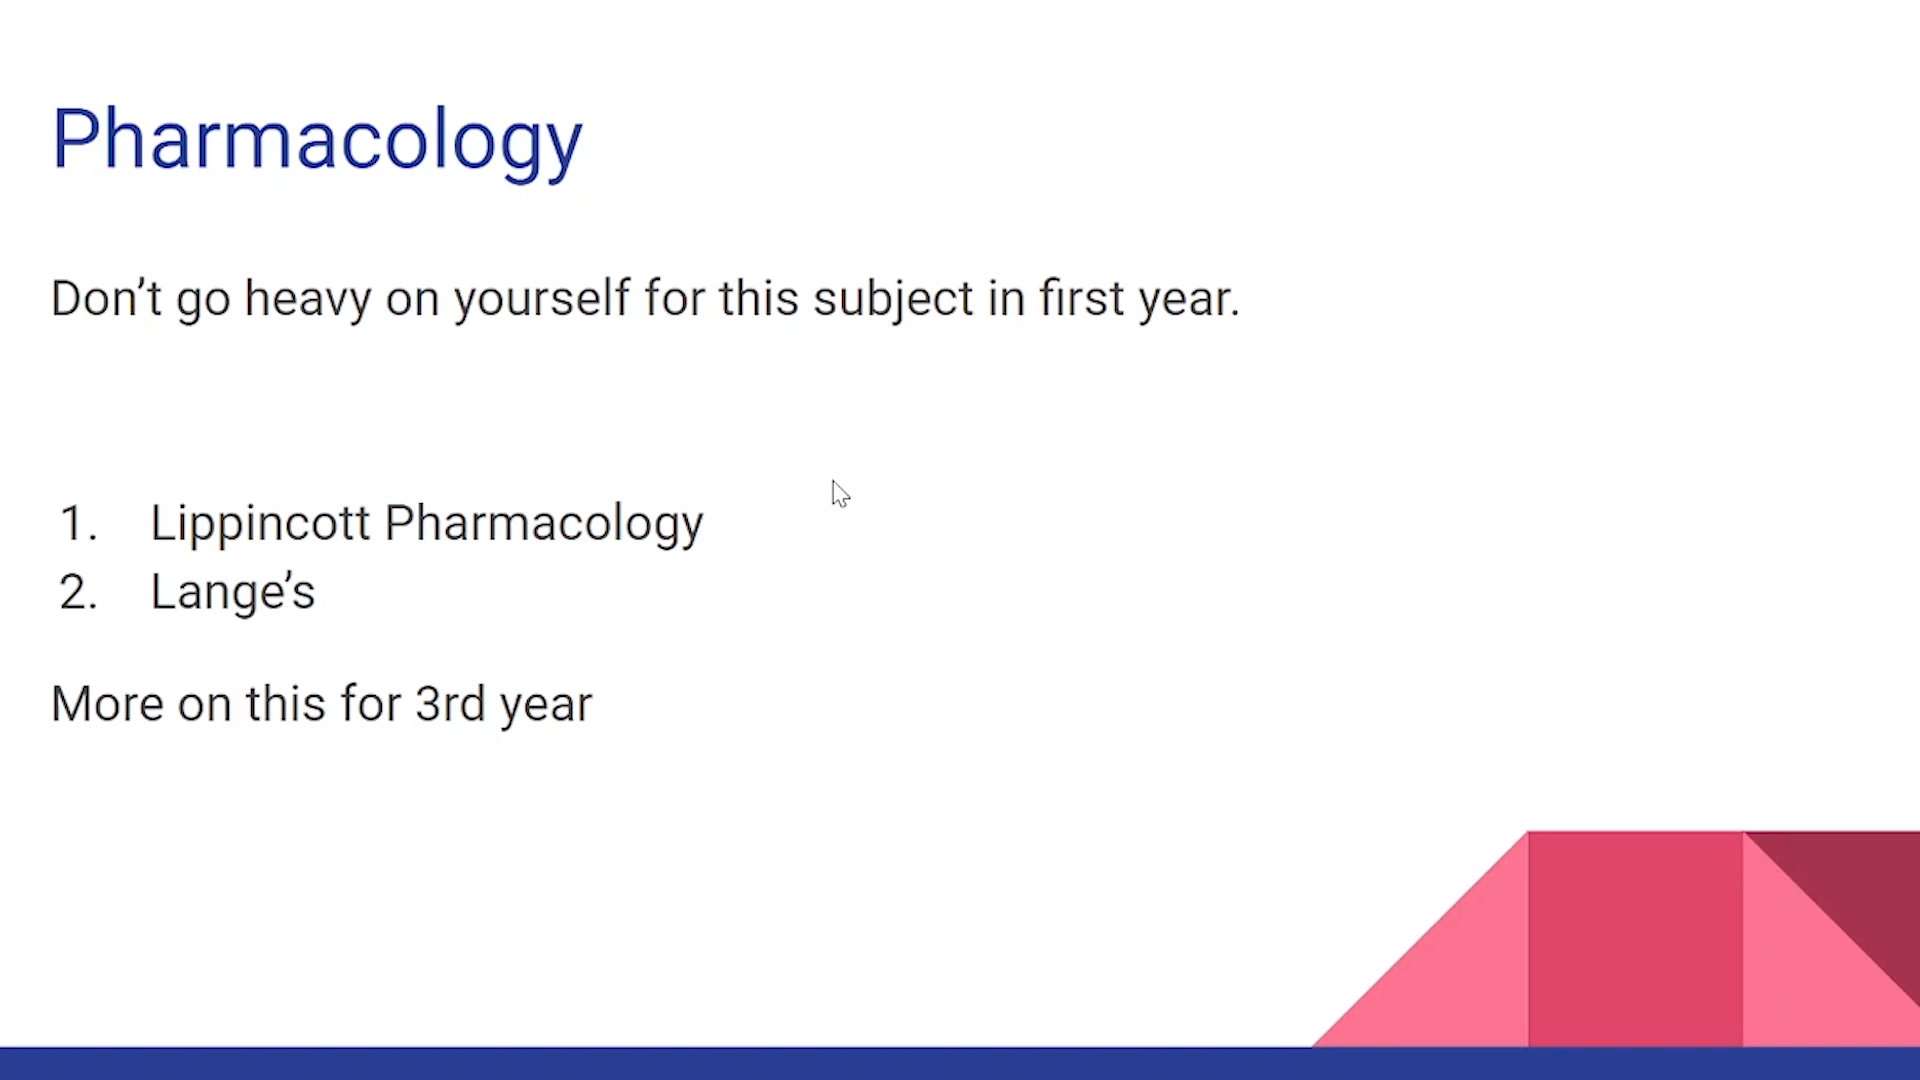 Pharmacology
Don’t go heavy on yourself for this subject in first year.
1. Lippincott Pharmacology
2. Lange’s
More on this for 3rd year